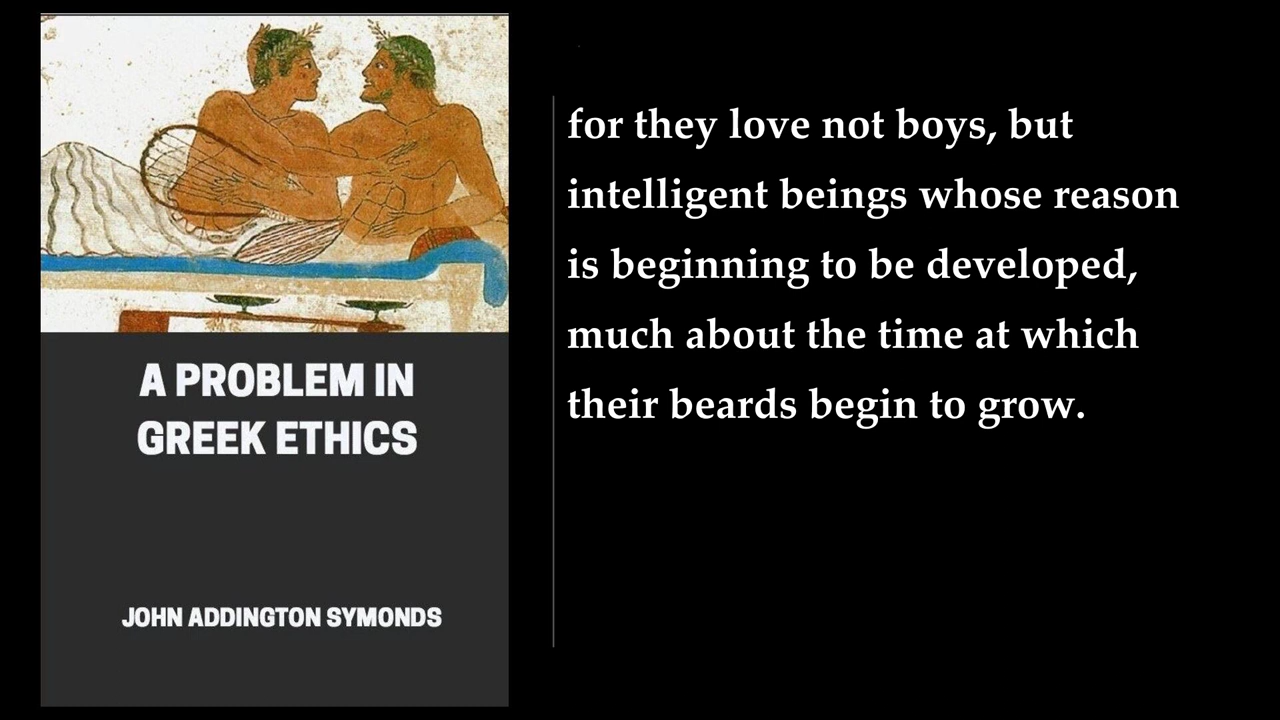 A PROBLEM IN
GREEK ETHICS
JOHN ADDINGTON SYMONDS
for they love not boys, but
intelligent beings whose reason
is beginning to be developed,
much about the time at which
their beards begin to grow.